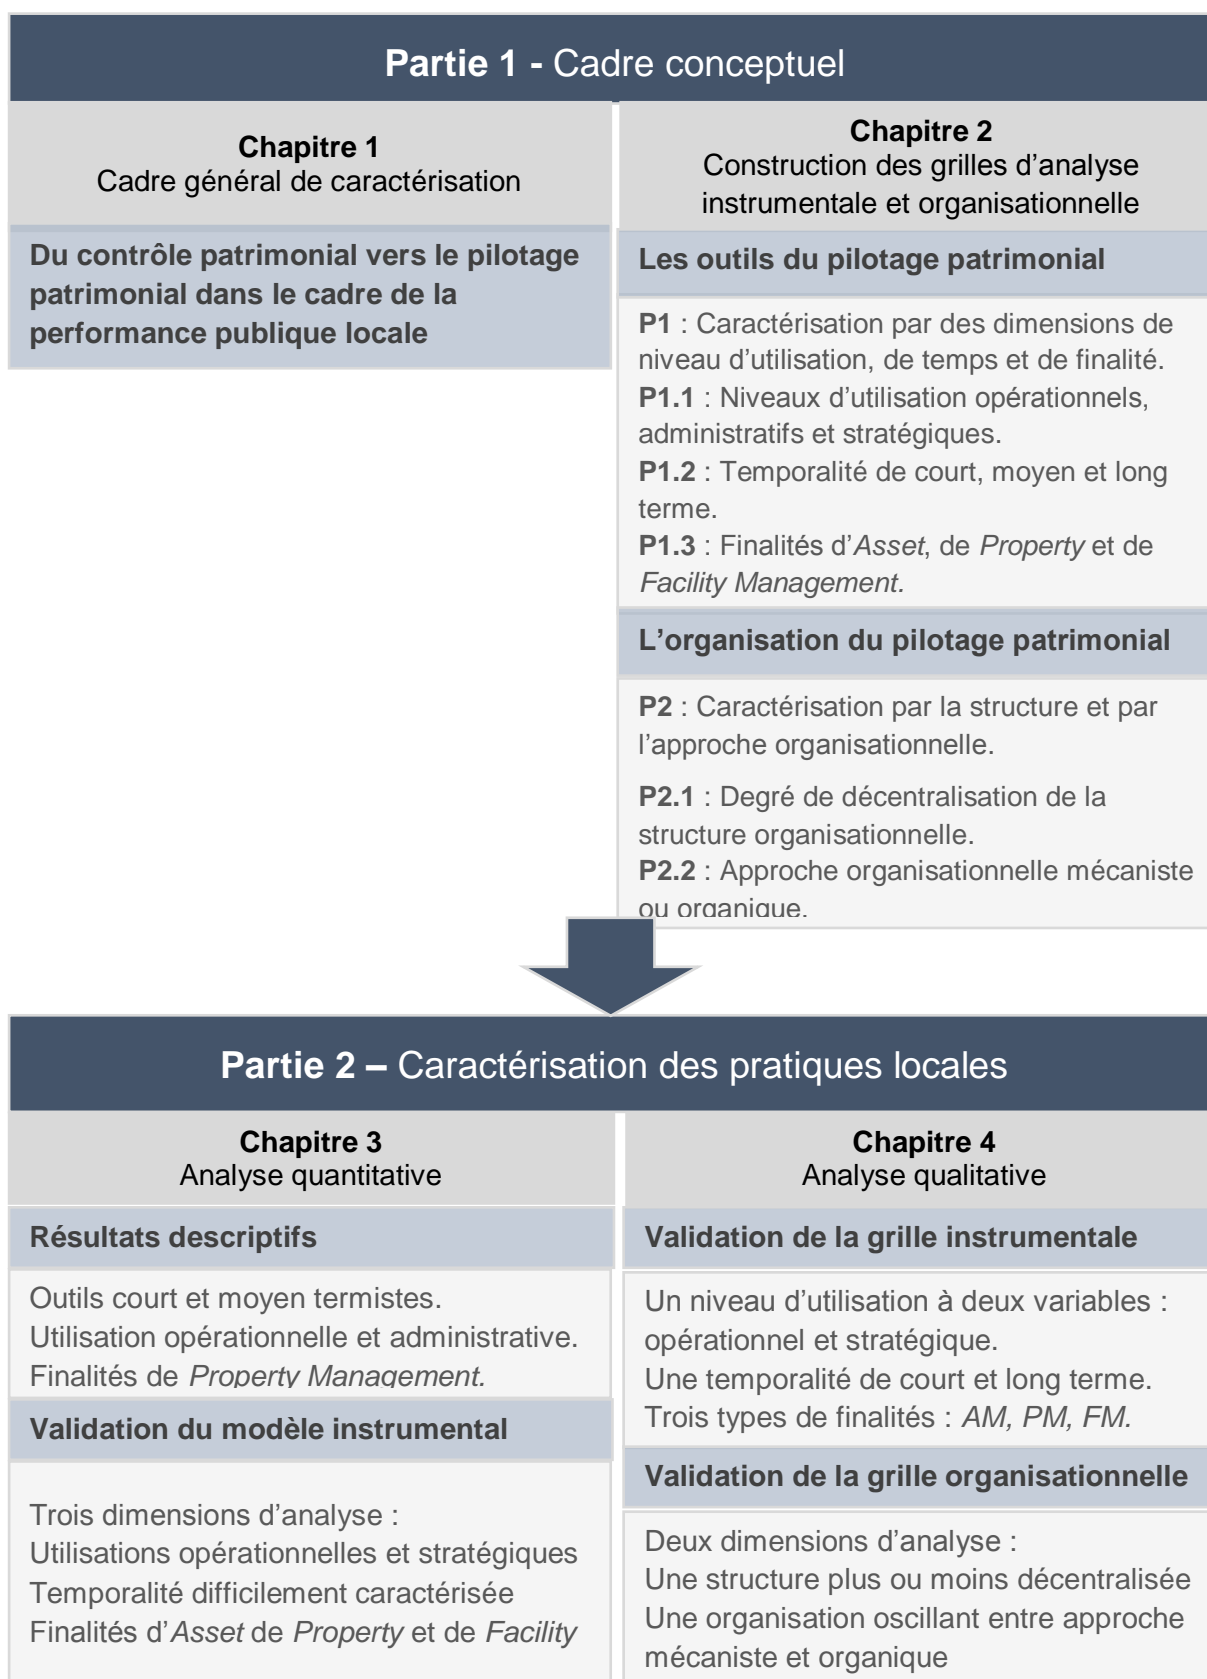 Partie 1 - Cadre conceptuel
Chapitre 1
Cadre général de caractérisation
Du contrôle patrimonial vers le pilotage
patrimonial dans le cadre de la
performance publique locale
Chapitre 2
Construction des grilles d’analyse
instrumentale et organisationnelle
Les outils du pilotage patrimonial
P1 : Caractérisation par des dimensions de
niveau d’utilisation, de temps et de finalité.
P1.1 : Niveaux d’utilisation opérationnels,
administratifs et stratégiques.
P1.2 : Temporalité de court, moyen et long
terme.
P1.3 : Finalités d’Asset, de Property et de
Facility Management.
L’organisation du pilotage patrimonial
P2 : Caractérisation par la structure et par
l’approche organisationnelle.
P2.1 : Degré de décentralisation de la
structure organisationnelle.
P2.2 : Approche organisationnelle mécaniste
ou organique.
Partie 2 – Caractérisation des pratiques locales
Chapitre 3
Analyse quantitative
Résultats descriptifs
Outils court et moyen termistes.
Utilisation opérationnelle et administrative.
Finalités de Property Management.
Validation du modèle instrumental
Trois dimensions d’analyse :
Utilisations opérationnelles et stratégiques
Temporalité difficilement caractérisée
Finalités d’Asset de Property et de Facility
Chapitre 4
Analyse qualitative
Validation de la grille instrumentale
Un niveau d’utilisation à deux variables :
opérationnel et stratégique.
Une temporalité de court et long terme.
Trois types de finalités : AM, PM, FM.
Validation de la grille organisationnelle
Deux dimensions d’analyse :
Une structure plus ou moins décentralisée
Une organisation oscillant entre approche
mécaniste et organique